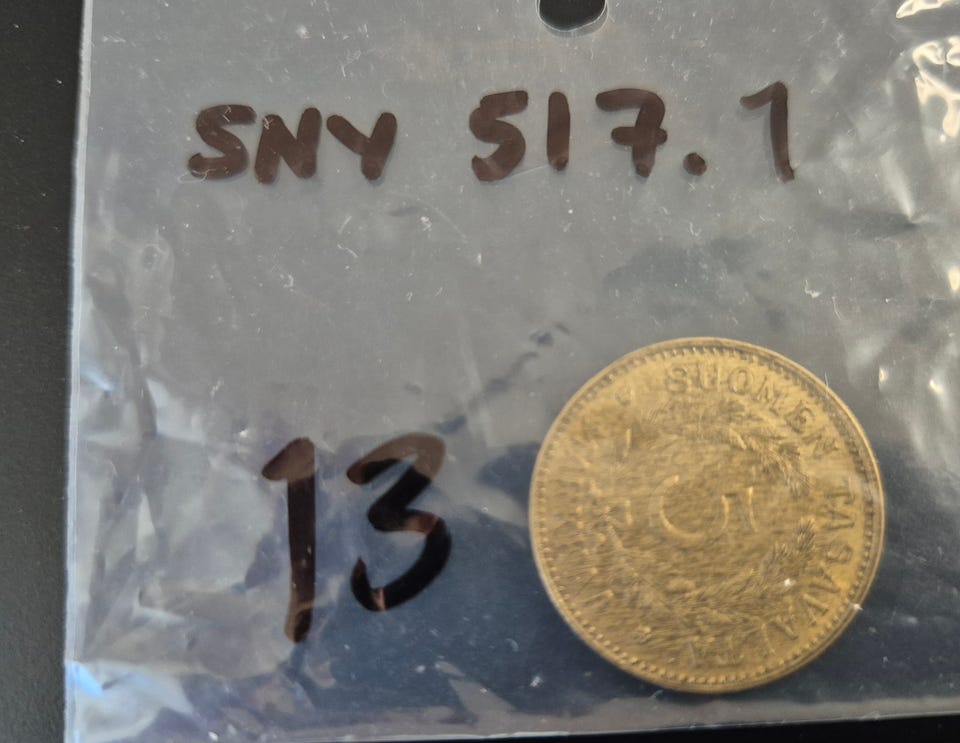 SNY 517.1
13
SUOMEN TASAVALTA
5